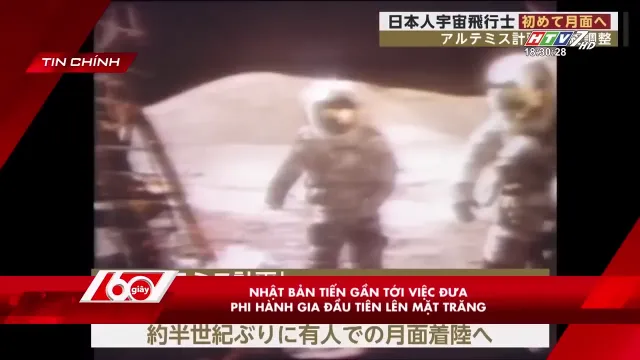 日本人宇宙飛行士 初めて月面へ
アルテミス計画 調整
HTV7 HD
18:30:28
TIN CHÍNH
60 giây
NHẬT BẢN TIẾN GẦN TỚI VIỆC ĐƯA
PHI HÀNH GIA ĐẦU TIÊN LÊN MẶT TRĂNG
約半世紀ぶりに有人での月面着陸へ